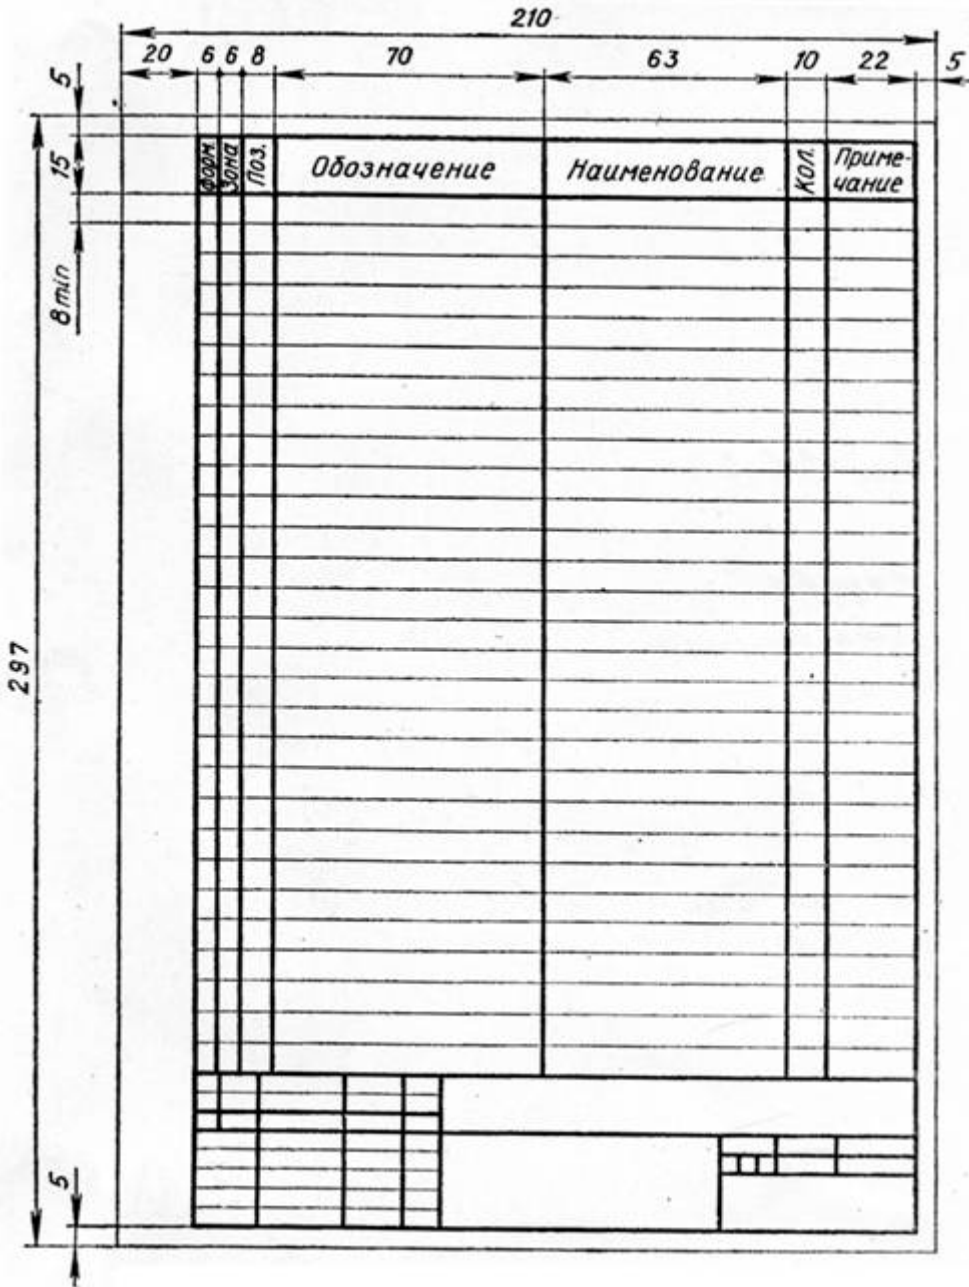 210
20 6 6 8 70 63 10 22 5
5
15
Форм.
Зона
Поз.
Обозначение
Наименование
Кол.
Приме-
чание
8 min
297
5